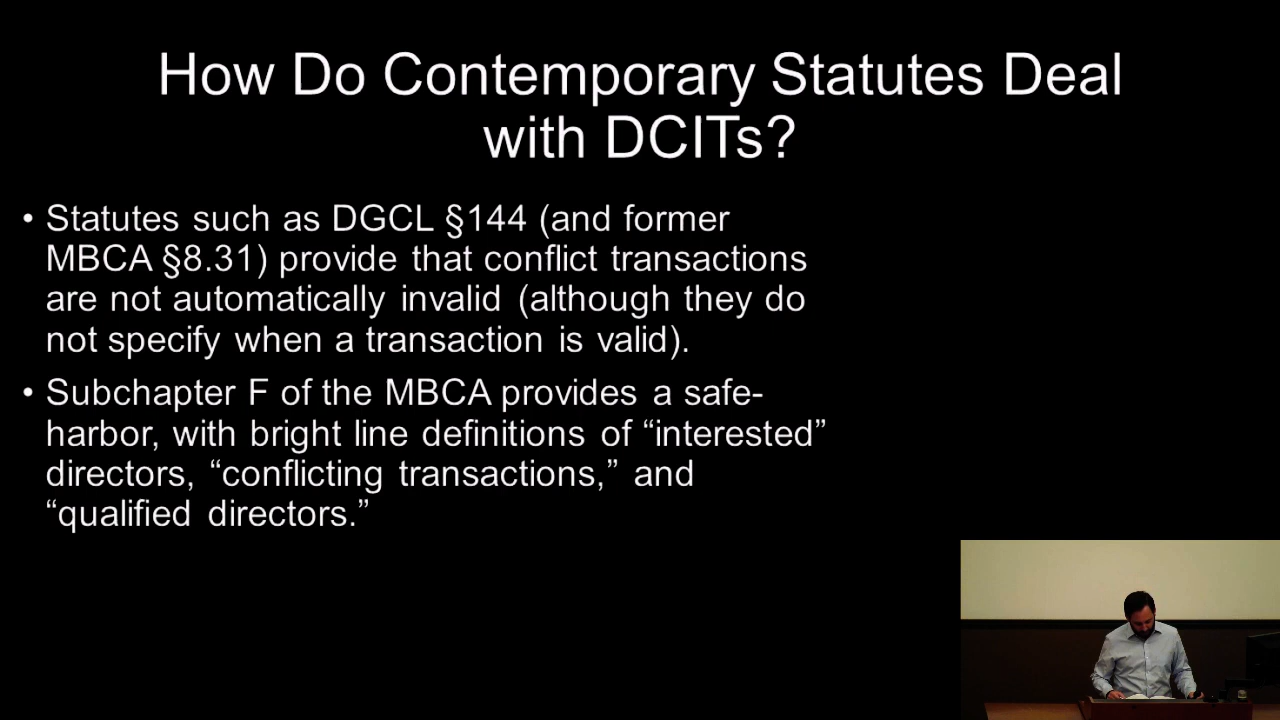 How Do Contemporary Statutes Deal
with DCITs?
• Statutes such as DGCL §144 (and former
MBCA §8.31) provide that conflict transactions
are not automatically invalid (although they do
not specify when a transaction is valid).
• Subchapter F of the MBCA provides a safe-
harbor, with bright line definitions of “interested”
directors, “conflicting transactions,” and
“qualified directors.”